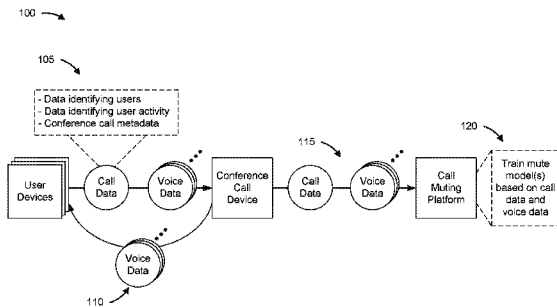 100
105
- Data identifying users
- Data identifying user activity
- Conference call metadata
115
120
User
Devices
Call
Data
Voice
Data
Conference
Call
Device
Call
Data
Voice
Data
Call
Muting
Platform
Train mute
model(s)
based on call
data and
voice data
Voice
Data
110